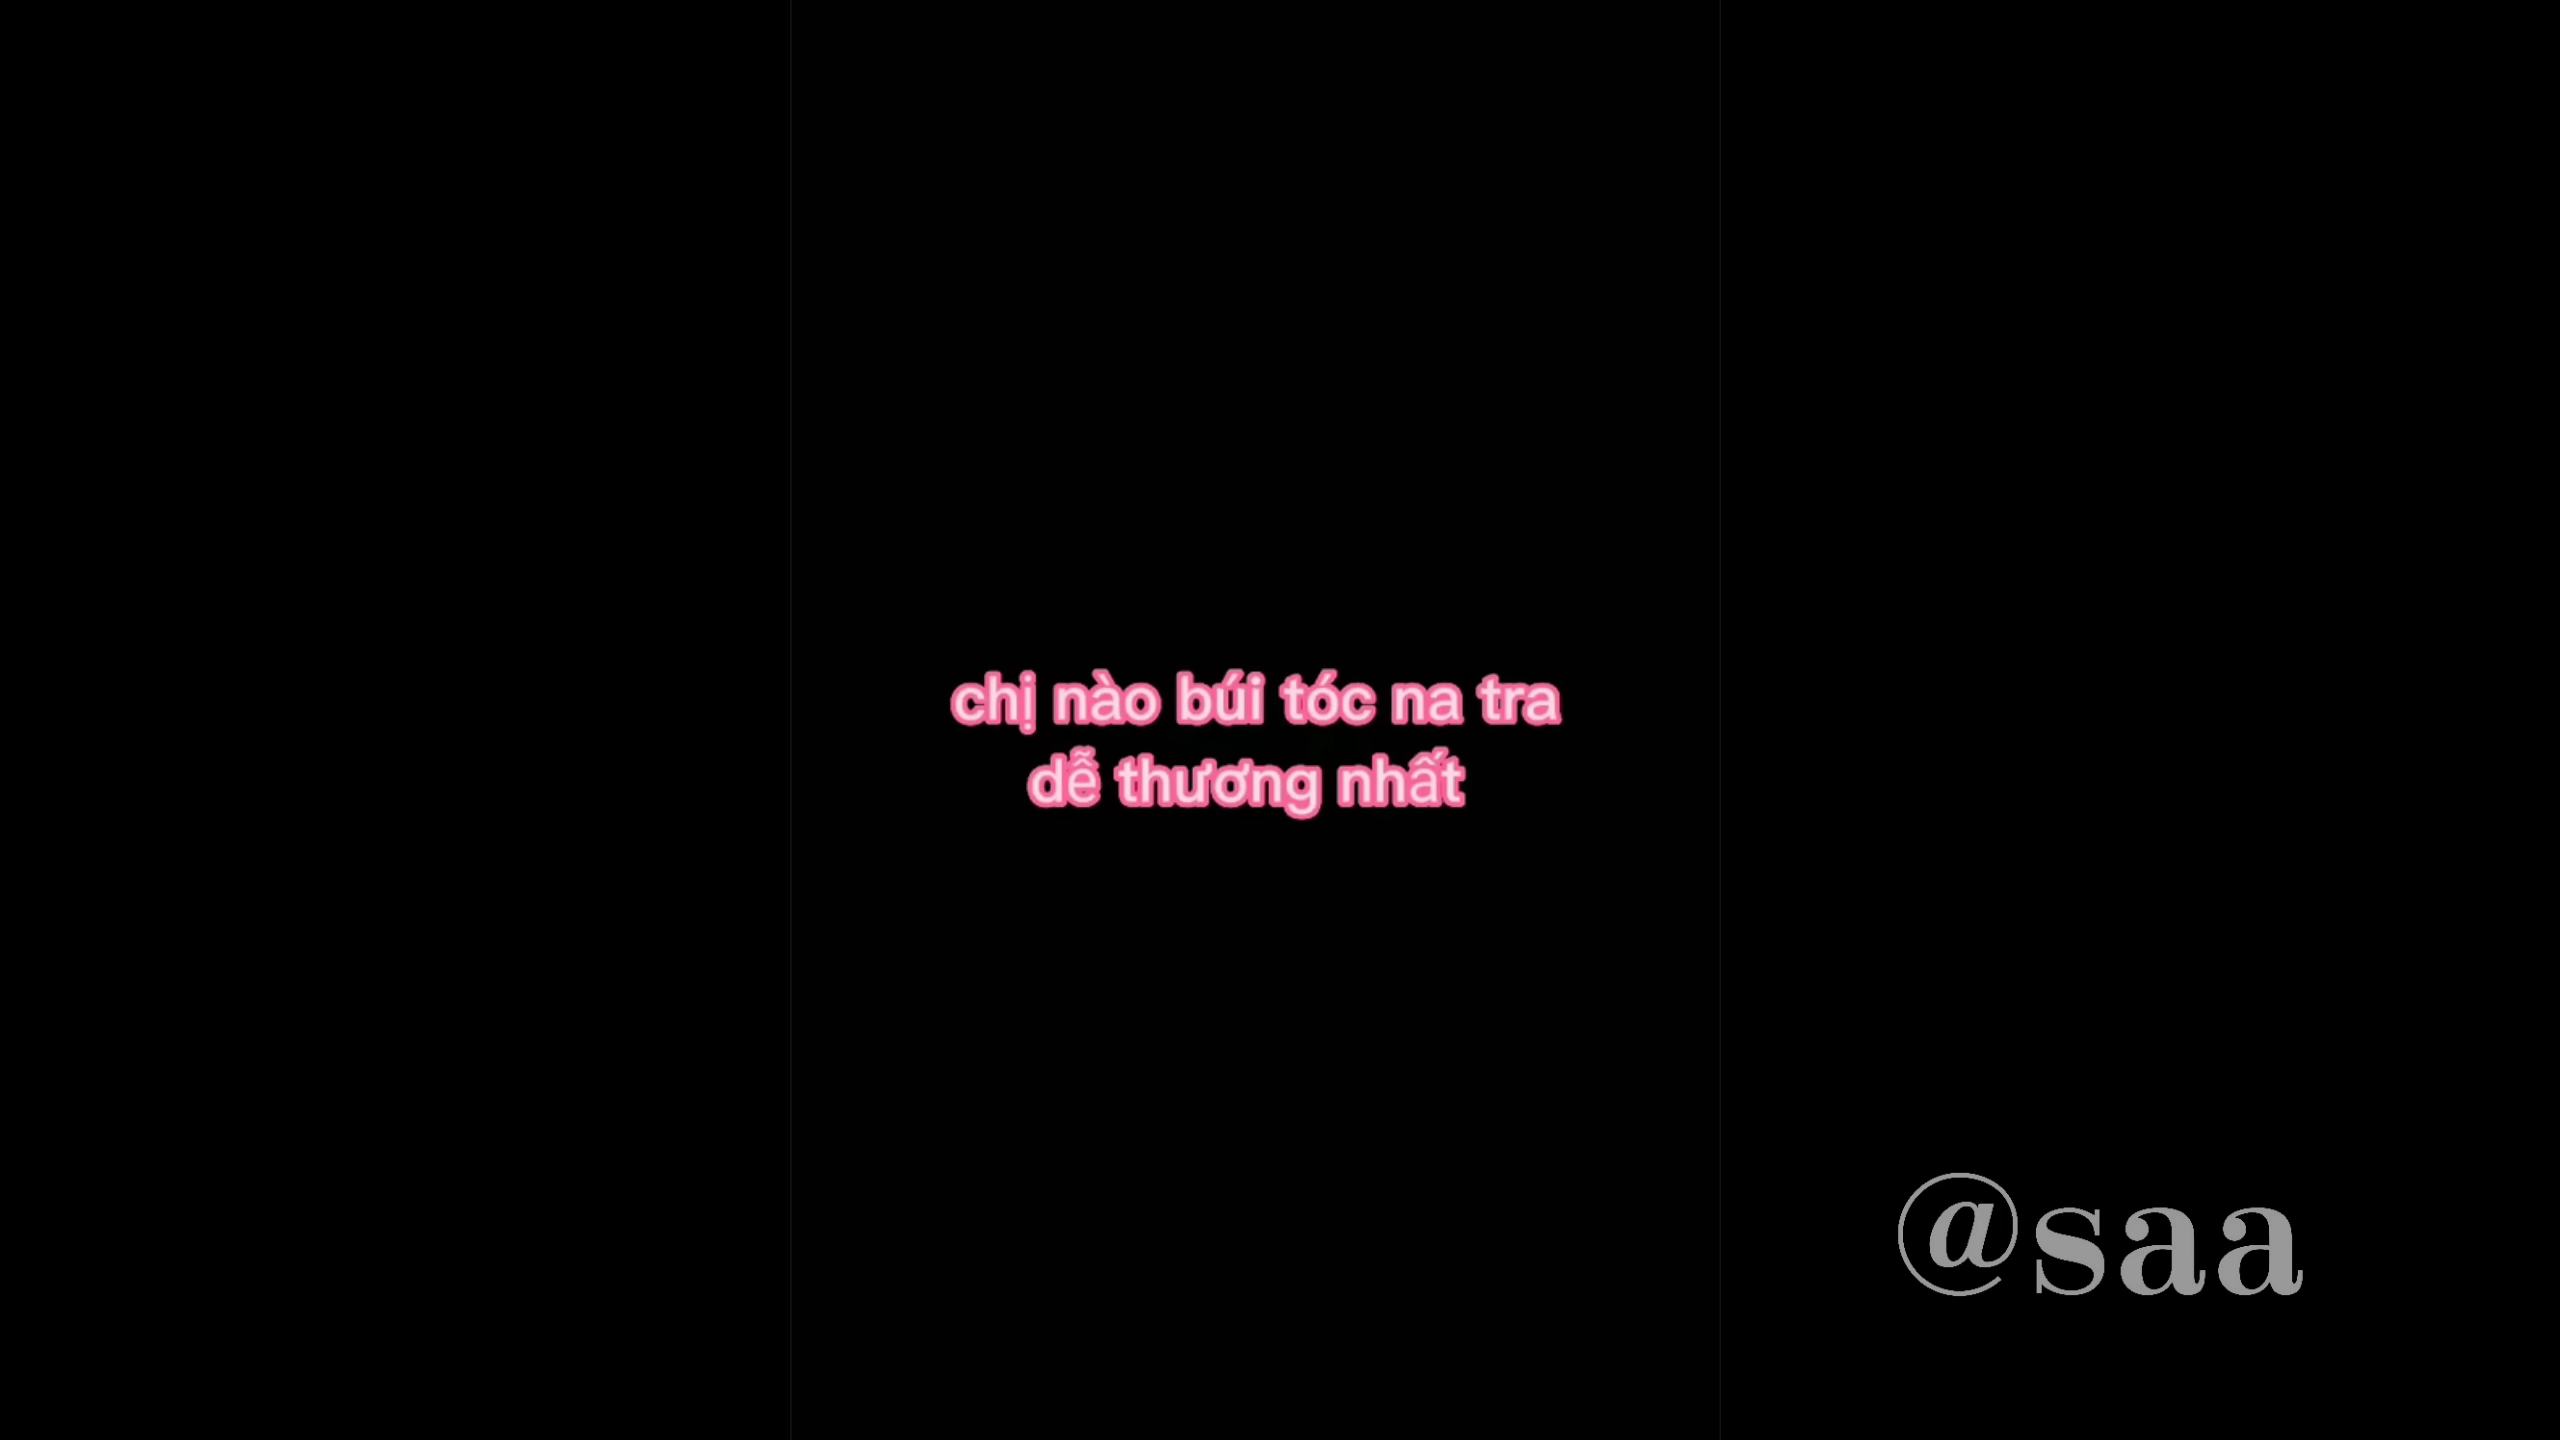 chị nào búi tóc na tra
dễ thương nhất
@saa